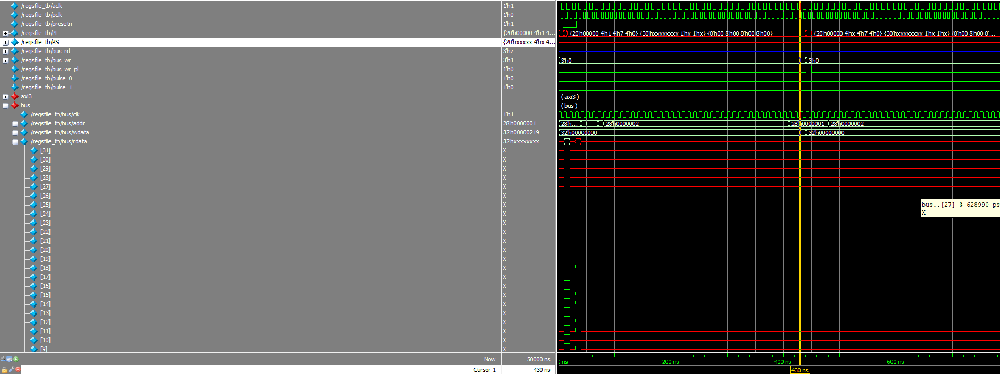 /regsfile_tb/aclk 1'h1
/regsfile_tb/pclk 1'h0
/regsfile_tb/presetn 1'h1
/regsfile_tb/PL {20'h00000 4'h1 4... {20'h00000 4'h1 4'h7 4'h0} {30'hxxxxxxxx 1'hx 1'hx} {8'h00 8'h00 8'h00 8'h00} {20'h00000 4'hx 4'h7 4'h0} {30'hxxxxxxxx 1'hx 1'hx} {8'h00 8'h00 8'...
/regsfile_tb/PS {20'hxxxxx 4'hx 4...
/regsfile_tb/bus_rd 3'hz
/regsfile_tb/bus_wr 3'h1 3'h0 3'h0
/regsfile_tb/bus_wr_pl 1'h0
/regsfile_tb/pulse_0 1'h0
/regsfile_tb/pulse_1 1'h0
axi3 ( axi3 )
bus ( bus )
/regsfile_tb/bus/clk 1'h1
/regsfile_tb/bus/addr 28'h0000001 28'h... 28'h0000002 28'h0000001 28'h0000002
/regsfile_tb/bus/wdata 32'h00000219 32'h00000000 32'h00000000
/regsfile_tb/bus/rdata 32'hxxxxxxxx
[31] X
[30] X
[29] X
[28] X
[27] X
[26] X
[25] X
[24] X
[23] X
[22] X
[21] X
[20] X
[19] X
[18] X
[17] X
[16] X
[15] X
[14] X
[13] X
[12] X
[11] X
[10] X
[9] X
bus..[27] @ 628990 ps
X
Now 50000 ns ns 200 ns 400 ns 600 ns
Cursor 1 430 ns 430 ns